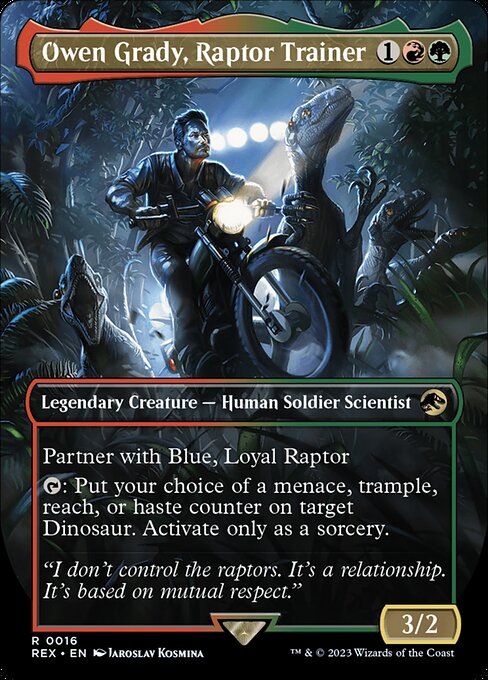 Owen Grady, Raptor Trainer 1
Legendary Creature — Human Soldier Scientist
Partner with Blue, Loyal Raptor
: Put your choice of a menace, trample,
reach, or haste counter on target
Dinosaur. Activate only as a sorcery.
“I don’t control the raptors. It’s a relationship.
It’s based on mutual respect.”
3/2
R 0016
REX • EN Jaroslav Kosmina
™ & © 2023 Wizards of the Coast